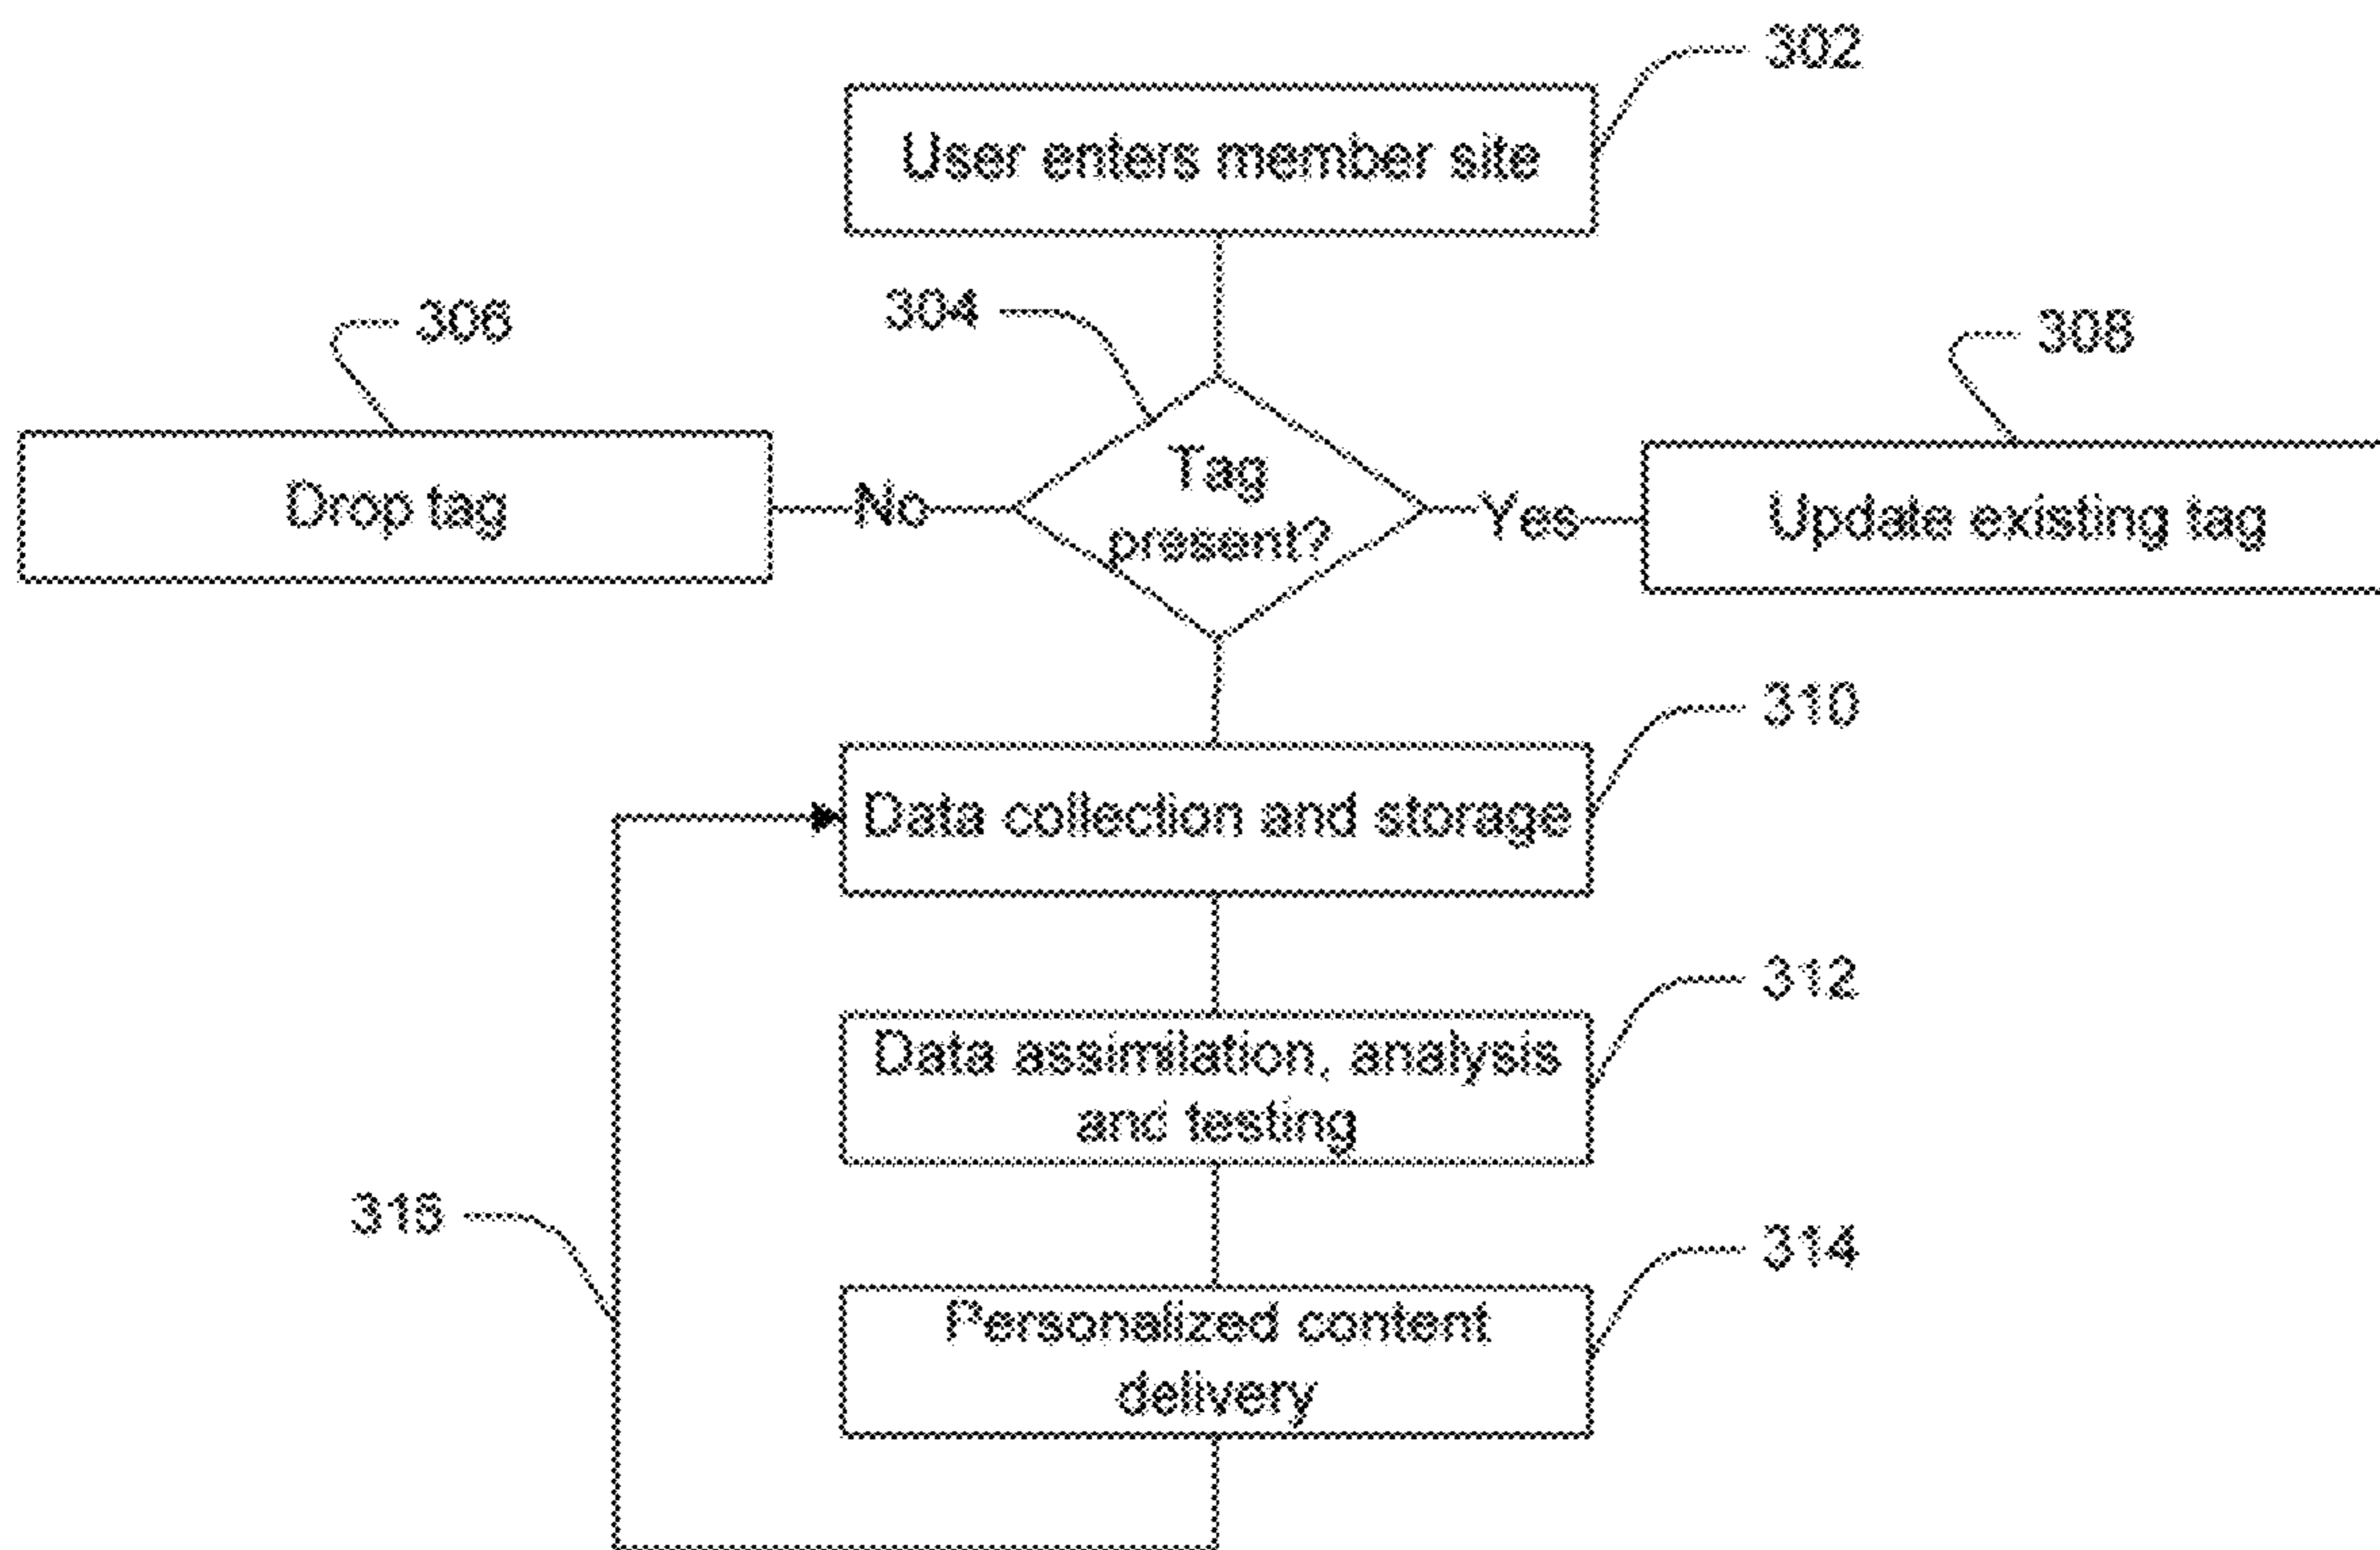 302
User enters member site
304
306
308
Tag
present?
No
Yes
Drop tag
Update existing tag
310
Data collection and storage
312
Data assimilation, analysis
and testing
316
314
Personalized content
delivery